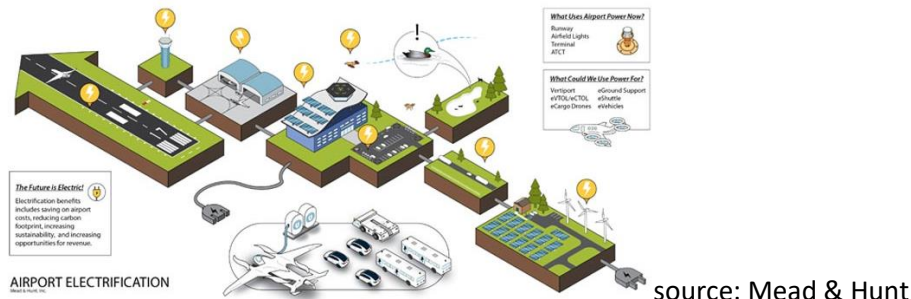 What Uses Airport Power Now?
Runway
Airfield Lights
Terminal
ATCT
!
What Could We Use Power For?
Vertiport eGround Support
eVTOL/eCTOL eShuttle
eCargo Drones eVehicles
The Future is Electric!
Electrification benefits
includes saving on airport
costs, reducing carbon
footprint, increasing
sustainability, and increasing
opportunities for revenue.
AIRPORT ELECTRIFICATION
Mead & Hunt, Inc.
source: Mead & Hunt